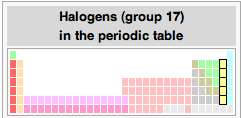 Halogens (group 17)
in the periodic table